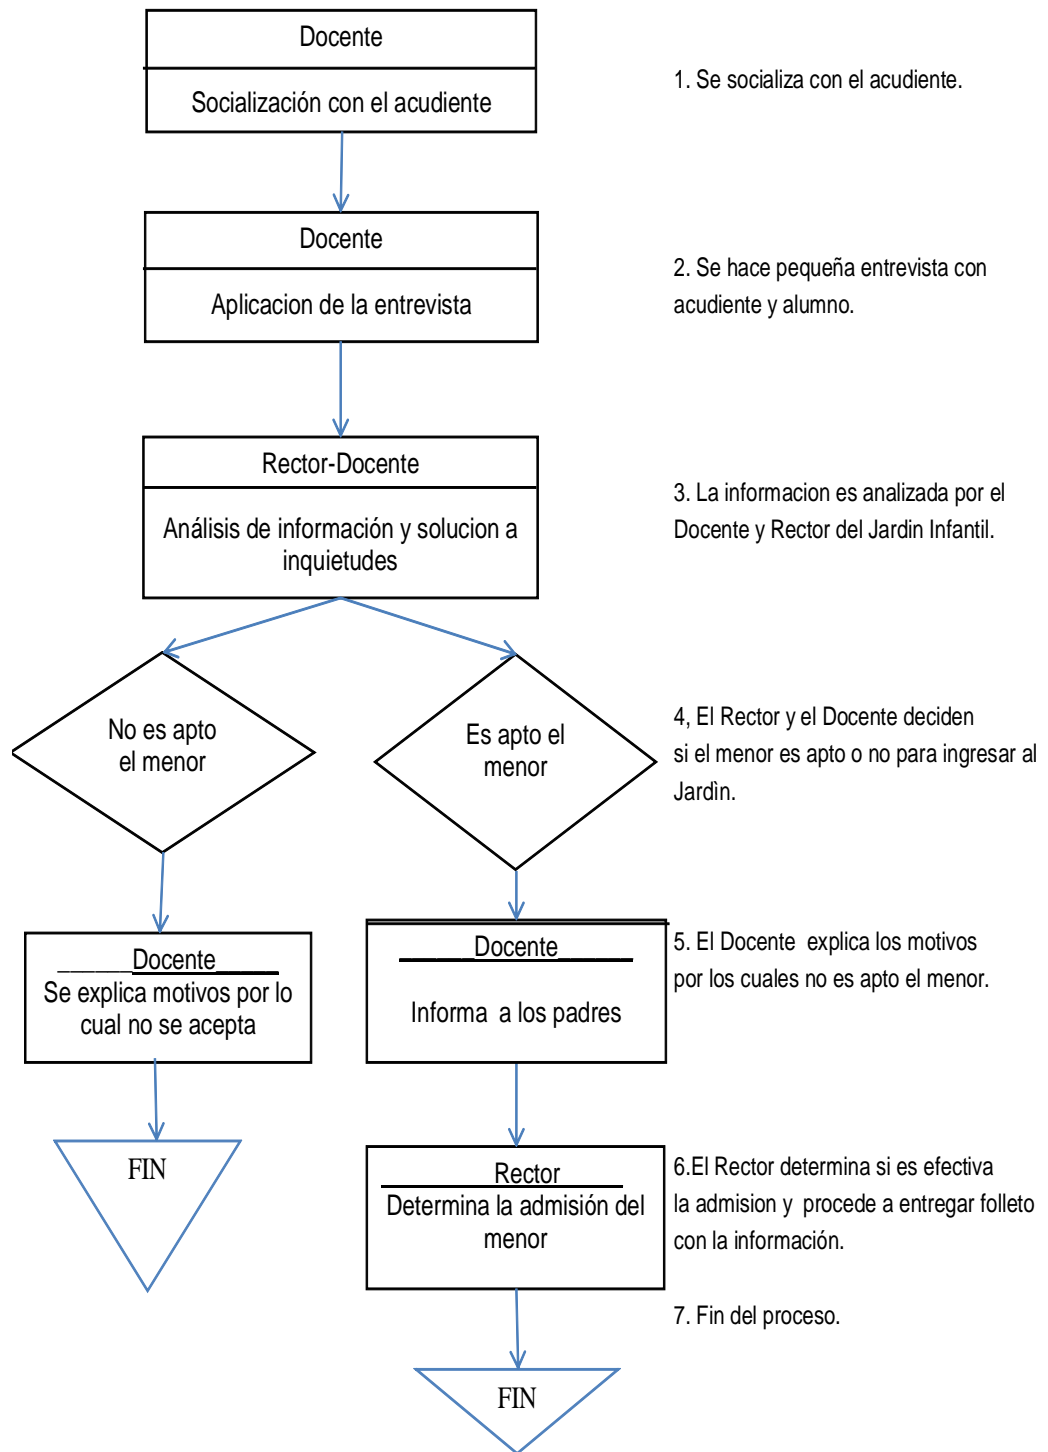 Docente
Socialización con el acudiente
1. Se socializa con el acudiente.
Docente
Aplicacion de la entrevista
2. Se hace pequeña entrevista con
acudiente y alumno.
Rector-Docente
Análisis de información y solucion a
inquietudes
3. La informacion es analizada por el
Docente y Rector del Jardin Infantil.
No es apto
el menor
Es apto el
menor
4, El Rector y el Docente deciden
si el menor es apto o no para ingresar al
Jardìn.
______Docente_____
Se explica motivos por lo
cual no se acepta
______Docente______
Informa a los padres
5. El Docente explica los motivos
por los cuales no es apto el menor.
FIN
Rector
Determina la admisión del
menor
6.El Rector determina si es efectiva
la admision y procede a entregar folleto
con la información.
7. Fin del proceso.
FIN